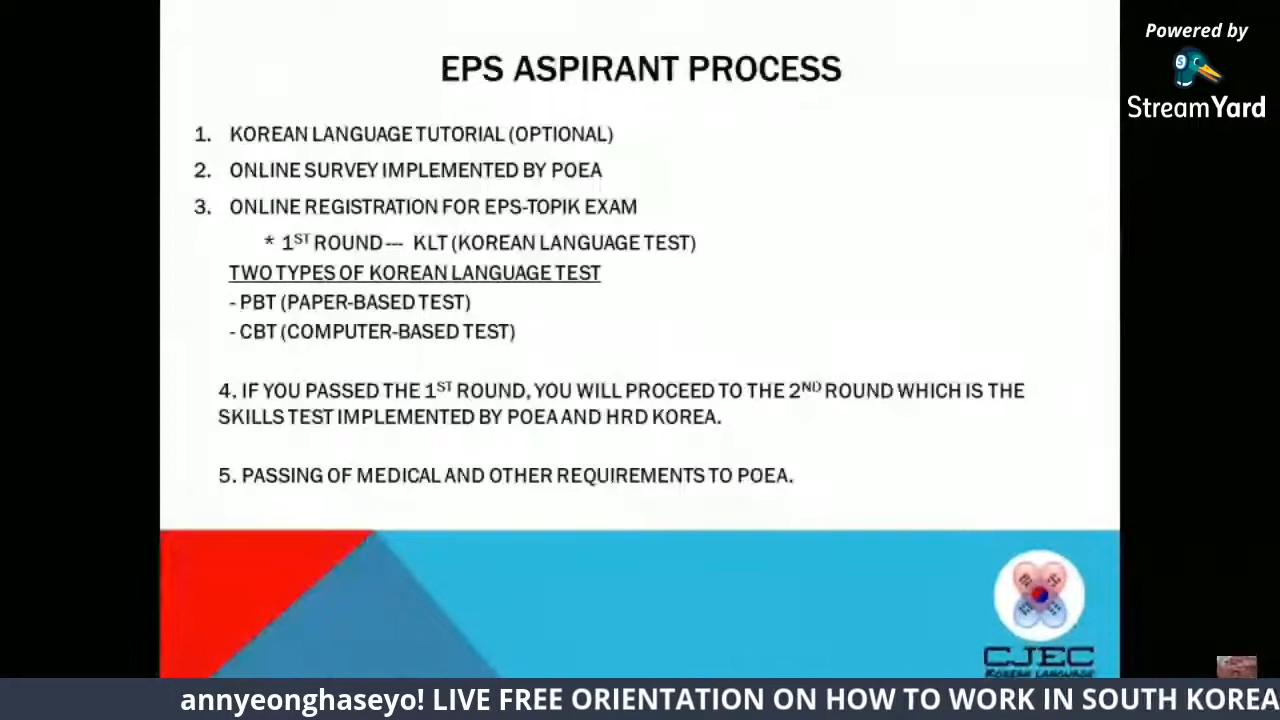 Powered by
StreamYard
EPS ASPIRANT PROCESS
1. KOREAN LANGUAGE TUTORIAL (OPTIONAL)
2. ONLINE SURVEY IMPLEMENTED BY POEA
3. ONLINE REGISTRATION FOR EPS-TOPIK EXAM
* 1ST ROUND --- KLT (KOREAN LANGUAGE TEST)
TWO TYPES OF KOREAN LANGUAGE TEST
- PBT (PAPER-BASED TEST)
- CBT (COMPUTER-BASED TEST)
4. IF YOU PASSED THE 1ST ROUND, YOU WILL PROCEED TO THE 2ND ROUND WHICH IS THE
SKILLS TEST IMPLEMENTED BY POEA AND HRD KOREA.
5. PASSING OF MEDICAL AND OTHER REQUIREMENTS TO POEA.
CJEC
KOREAN LANGUAGE
annyeonghaseyo! LIVE FREE ORIENTATION ON HOW TO WORK IN SOUTH KOREA